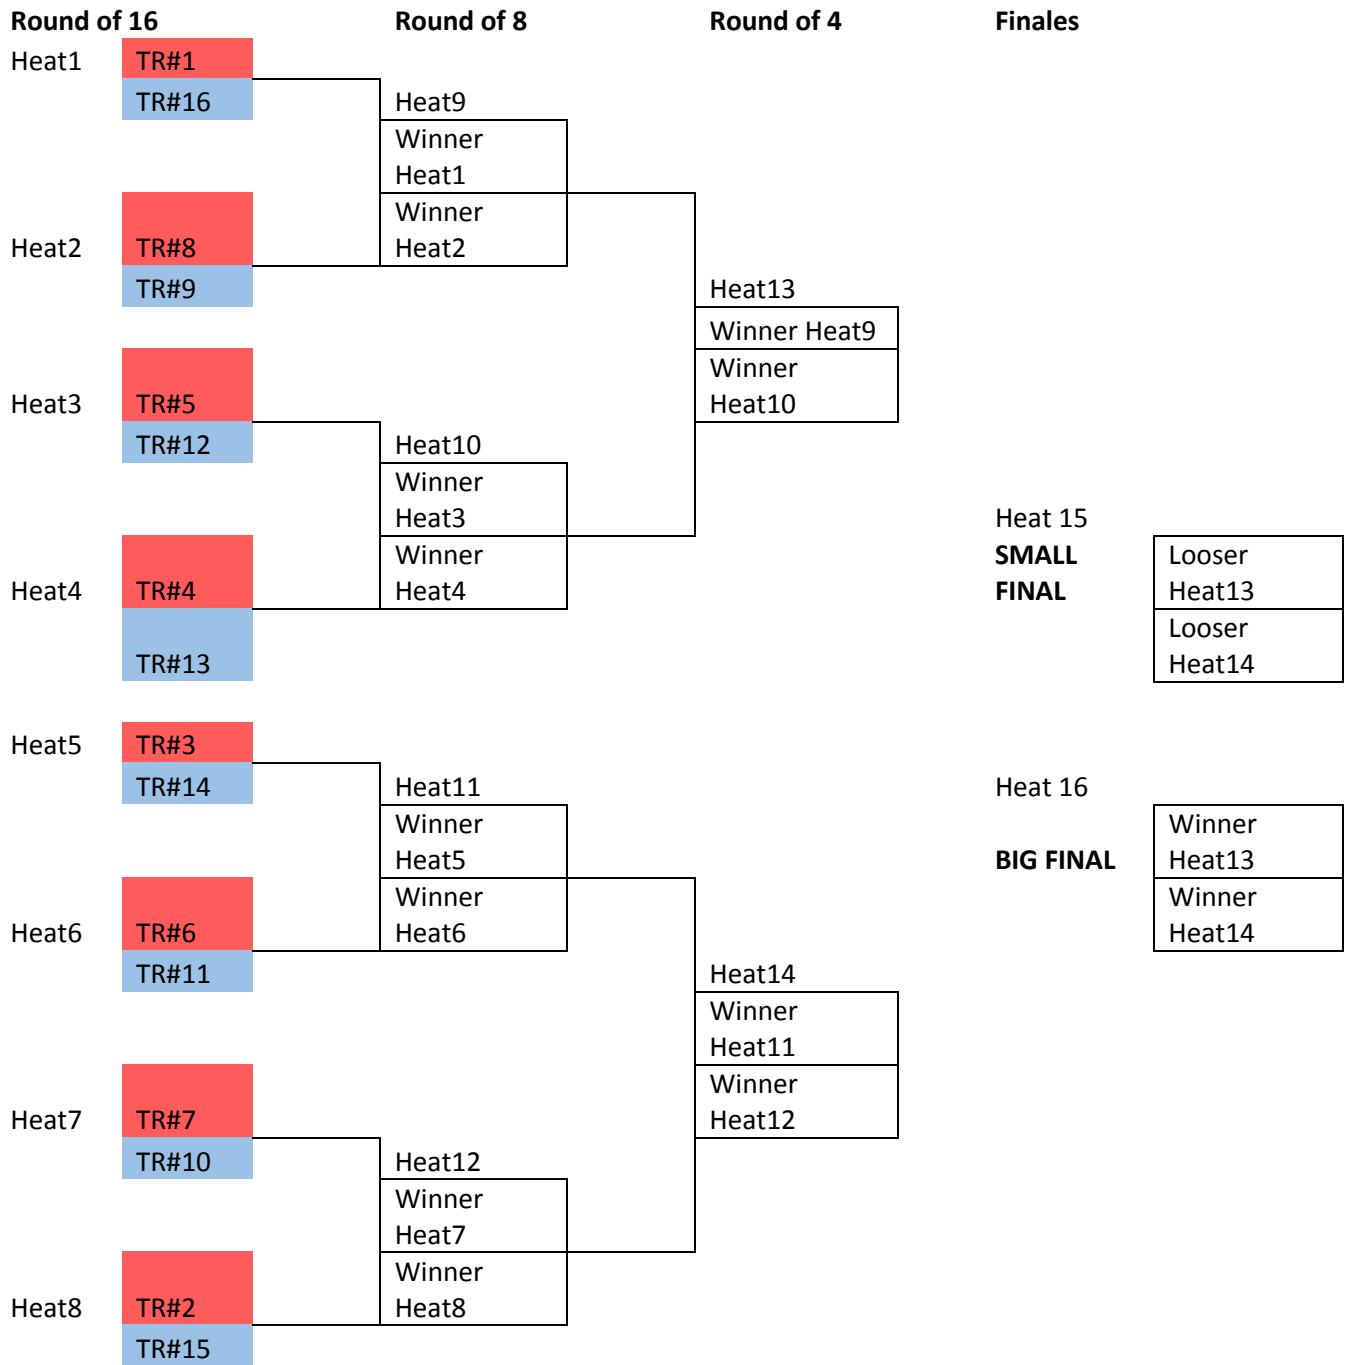 Round of 16 Round of 8 Round of 4 Finales
Heat1 TR#1
TR#16 Heat9
Winner
Heat1
Winner
Heat2 TR#8 Heat2
TR#9 Heat13
Winner Heat9
Winner
Heat3 TR#5 Heat10
TR#12 Heat10
Winner
Heat3 Heat 15
Winner SMALL Looser
Heat4 TR#4 Heat4 FINAL Heat13
Looser
TR#13 Heat14
Heat5 TR#3
TR#14 Heat11 Heat 16
Winner Winner
Heat5 BIG FINAL Heat13
Winner Winner
Heat6 TR#6 Heat6 Heat14
TR#11 Heat14
Winner
Heat11
Winner
Heat7 TR#7 Heat12
TR#10 Heat12
Winner
Heat7
Winner
Heat8 TR#2 Heat8
TR#15